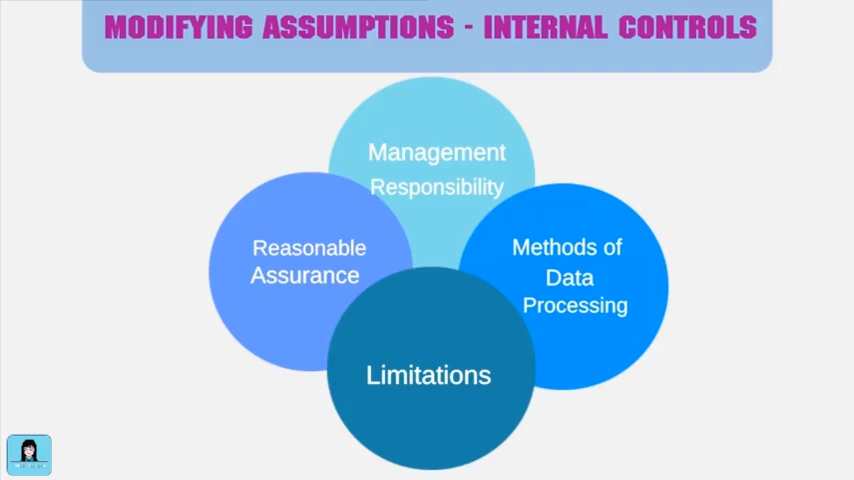 MODIFYING ASSUMPTIONS - INTERNAL CONTROLS
Management
Responsibility
Reasonable
Assurance
Methods of
Data
Processing
Limitations